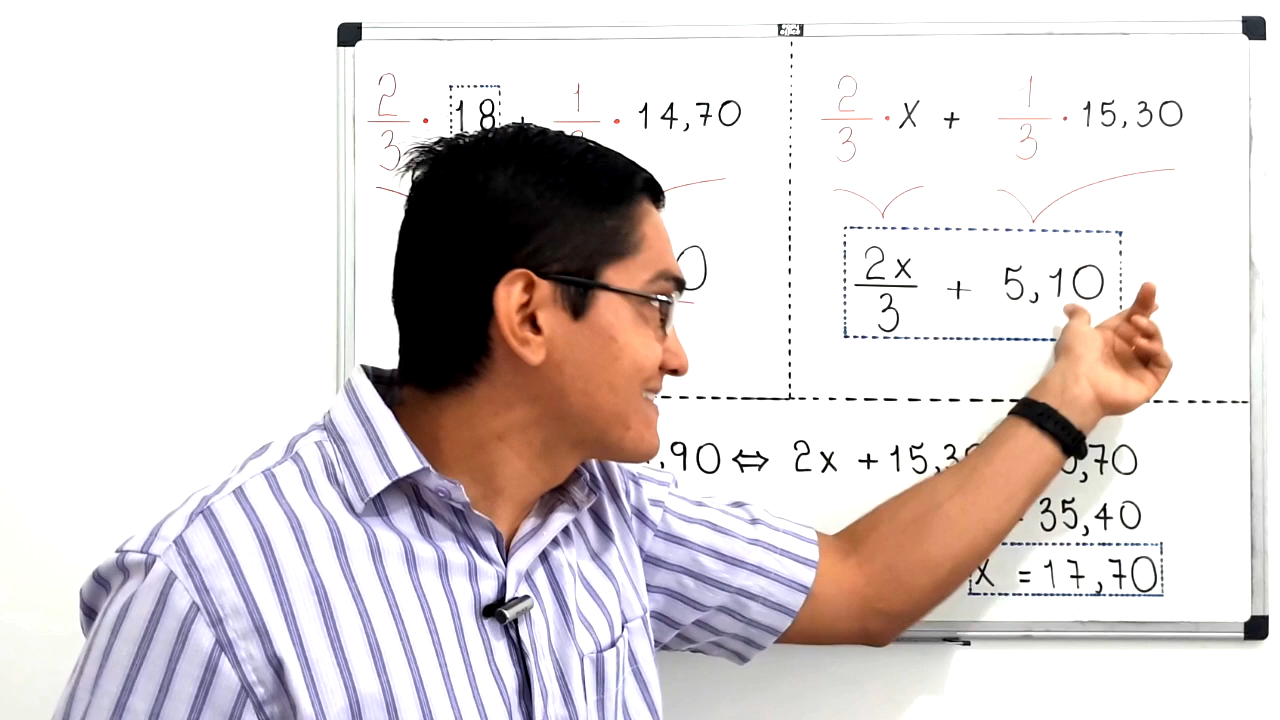 2/3 · 18 + 1/3 · 14,70
0
2/3 · x + 1/3 · 15,30
2x/3 + 5,10
,90 ⇔ 2x + 15,30 ,70
35,40
x = 17,70